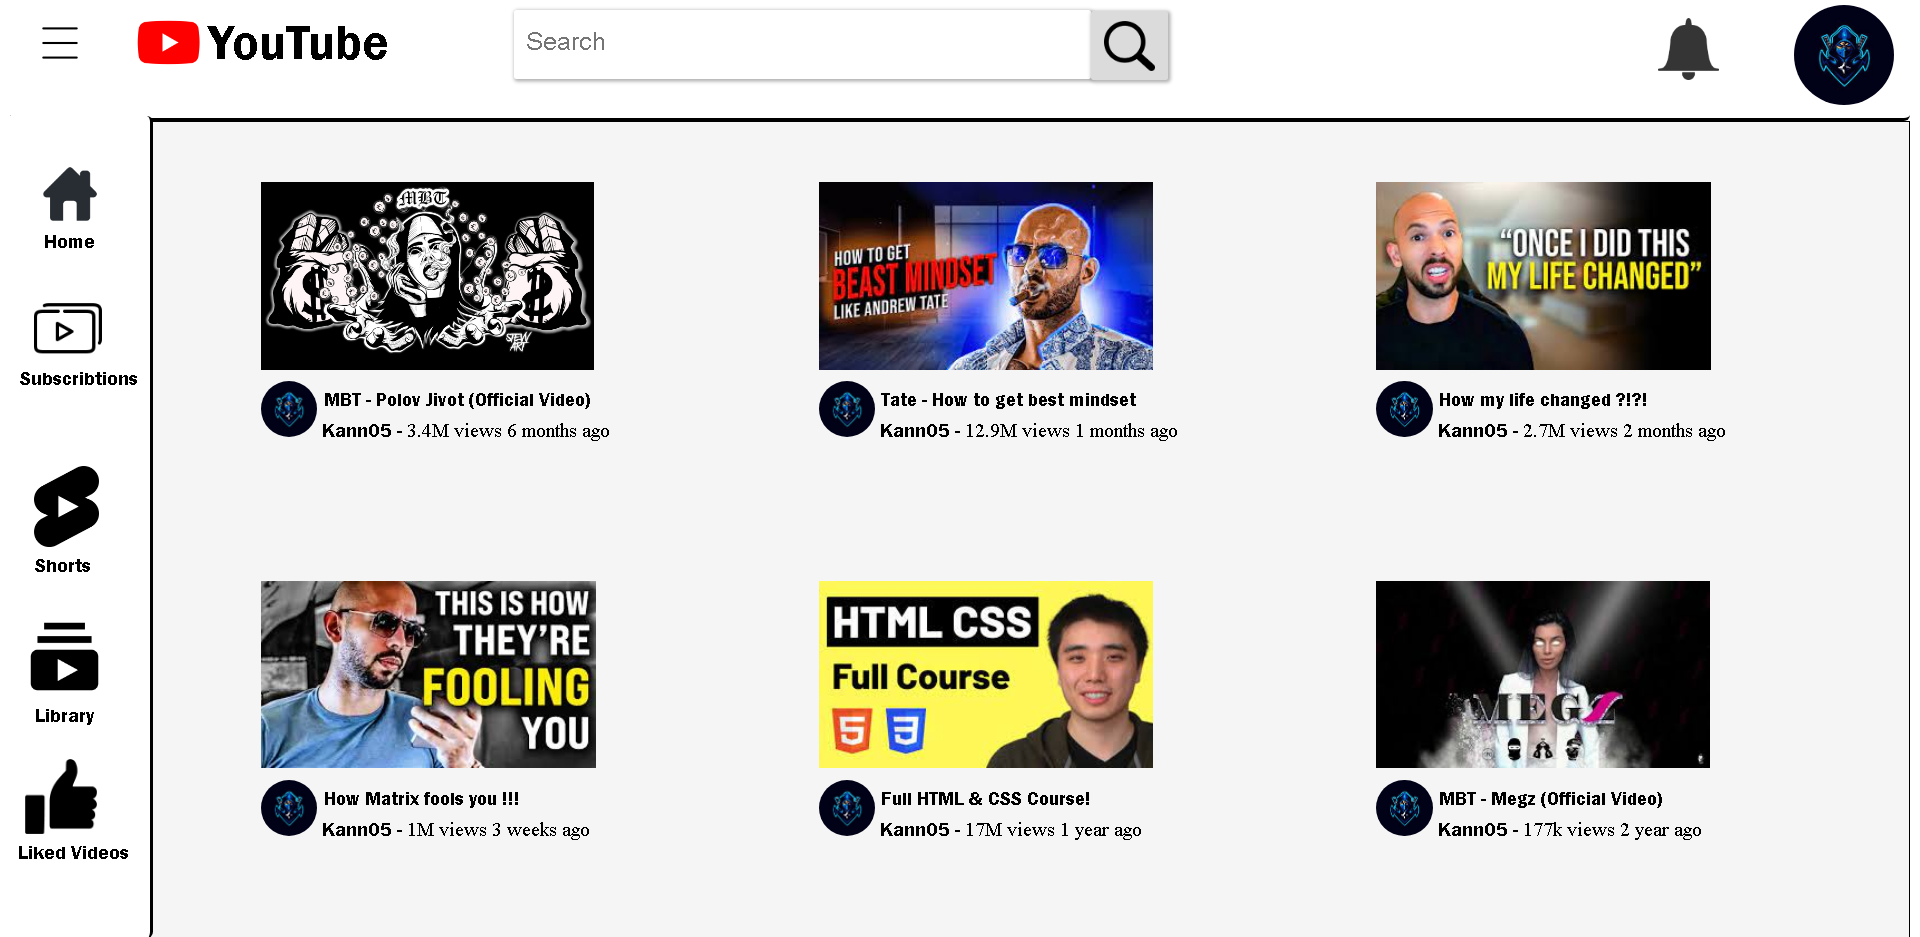 YouTube
Search
Home
Subscribtions
Shorts
Library
Liked Videos
MBT
STEVV
ART
MBT - Polov Jivot (Official Video)
Kann05 - 3.4M views 6 months ago
HOW TO GET
BEAST MINDSET
LIKE ANDREW TATE
Tate - How to get best mindset
Kann05 - 12.9M views 1 months ago
“ONCE I DID THIS
MY LIFE CHANGED”
How my life changed ?!?!
Kann05 - 2.7M views 2 months ago
THIS IS HOW
THEY’RE
FOOLING
YOU
How Matrix fools you !!!
Kann05 - 1M views 3 weeks ago
HTML CSS
Full Course
5 3
Full HTML & CSS Course!
Kann05 - 17M views 1 year ago
MEGZ
MBT - Megz (Official Video)
Kann05 - 177k views 2 year ago